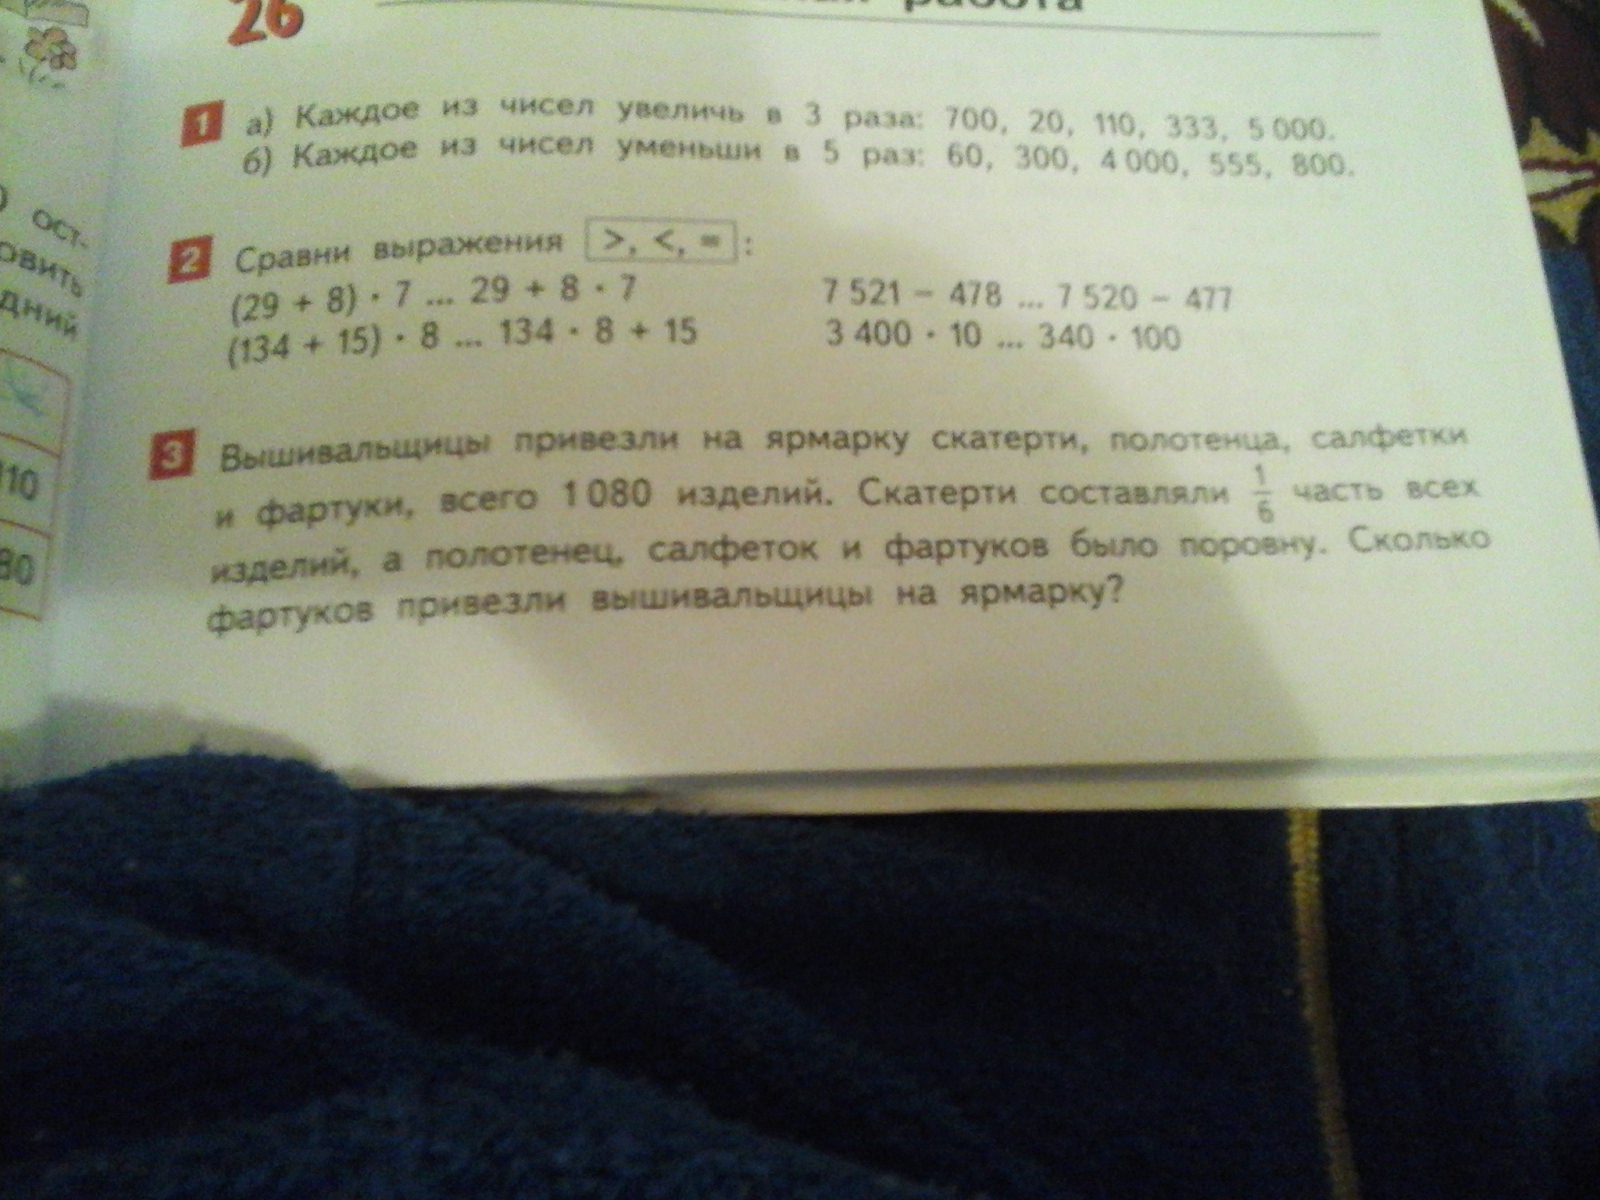 26 работа
1 а) Каждое из чисел увеличь в 3 раза: 700, 20, 110, 333, 5 000.
б) Каждое из чисел уменьши в 5 раз: 60, 300, 4 000, 555, 800.
ост-
овить
дний
2 Сравни выражения >, <, = :
(29 + 8) · 7 ... 29 + 8 · 7 7 521 − 478 ... 7 520 − 477
(134 + 15) · 8 ... 134 · 8 + 15 3 400 · 10 ... 340 · 100
110
80
3 Вышивальщицы привезли на ярмарку скатерти, полотенца, салфетки
и фартуки, всего 1 080 изделий. Скатерти составляли 1/6 часть всех
изделий, а полотенец, салфеток и фартуков было поровну. Сколько
фартуков привезли вышивальщицы на ярмарку?